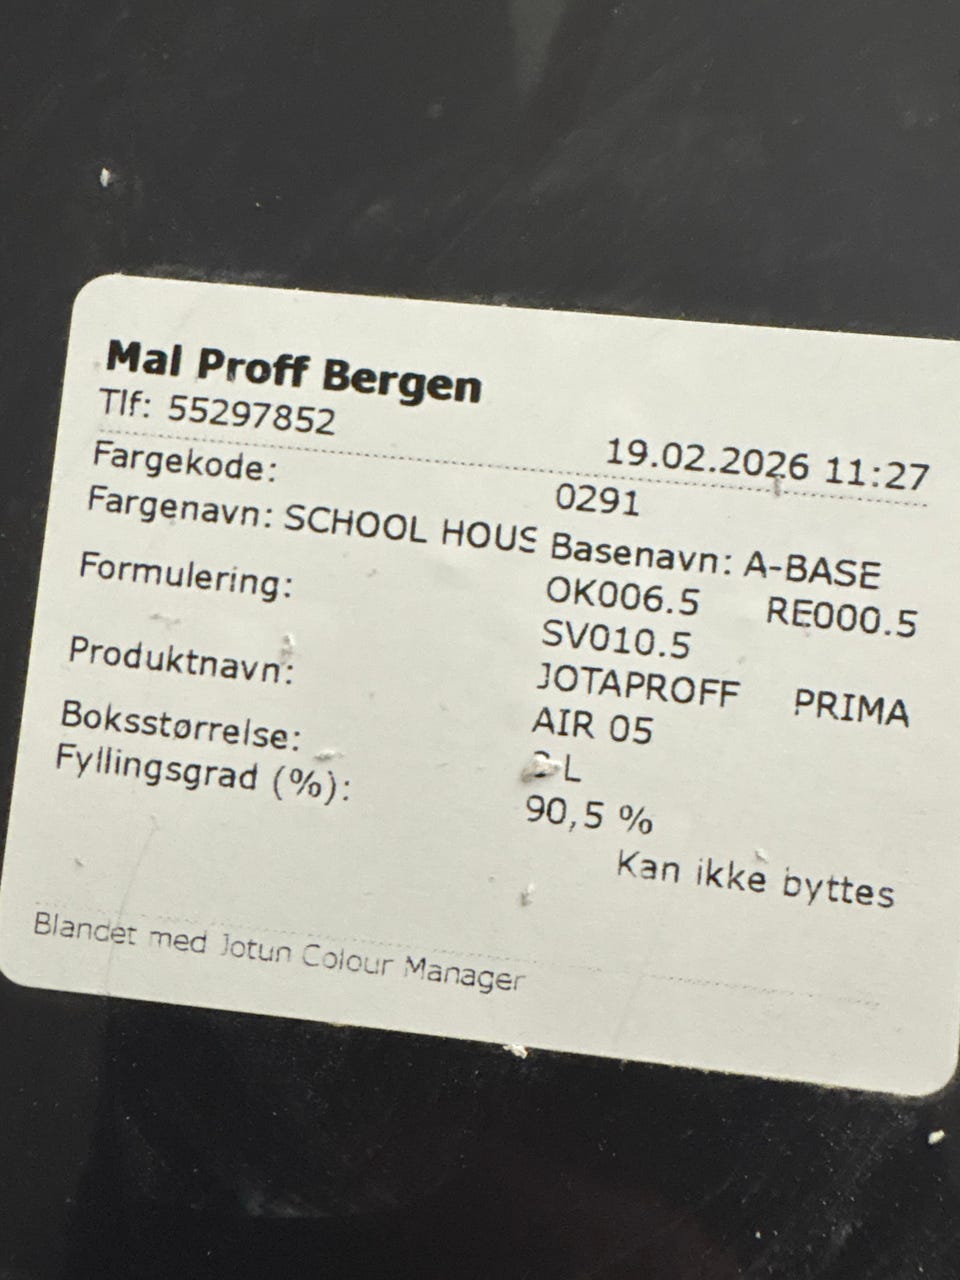 Mal Proff Bergen
Tlf: 55297852
19.02.2026 11:27
Fargekode: 0291
Fargenavn: SCHOOL HOUS Basenavn: A-BASE
Formulering: OK006.5 RE000.5
SV010.5
Produktnavn: JOTAPROFF PRIMA
AIR 05
Boksstørrelse: L
Fyllingsgrad (%): 90,5 %
Kan ikke byttes
Blandet med Jotun Colour Manager